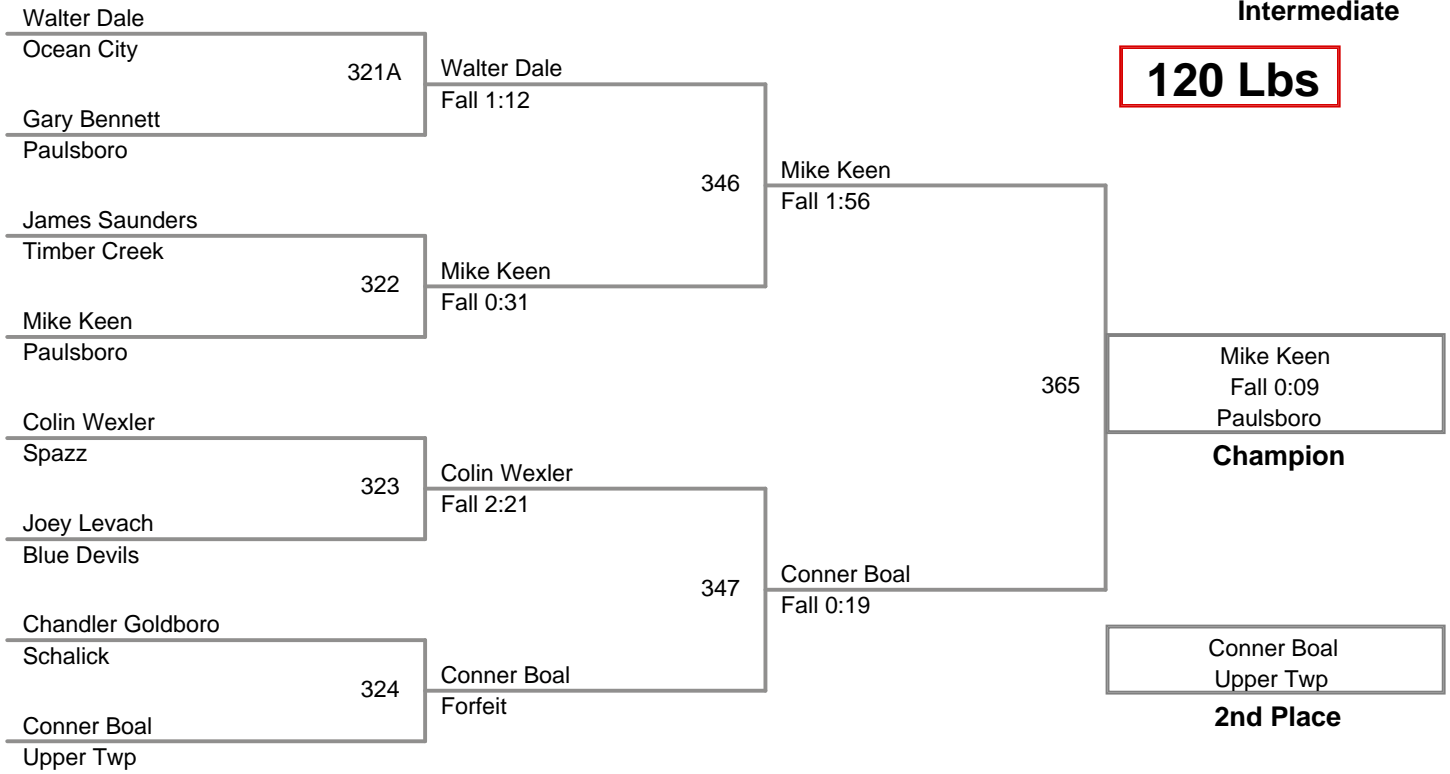 Intermediate
120 Lbs
Walter Dale
Ocean City
321A
Gary Bennett
Paulsboro
James Saunders
Timber Creek
322
Mike Keen
Paulsboro
Colin Wexler
Spazz
323
Joey Levach
Blue Devils
Chandler Goldboro
Schalick
324
Conner Boal
Upper Twp
Walter Dale
Fall 1:12
346
Mike Keen
Fall 0:31
Colin Wexler
Fall 2:21
347
Conner Boal
Forfeit
Mike Keen
Fall 1:56
365
Conner Boal
Fall 0:19
Mike Keen
Fall 0:09
Paulsboro
Champion
Conner Boal
Upper Twp
2nd Place